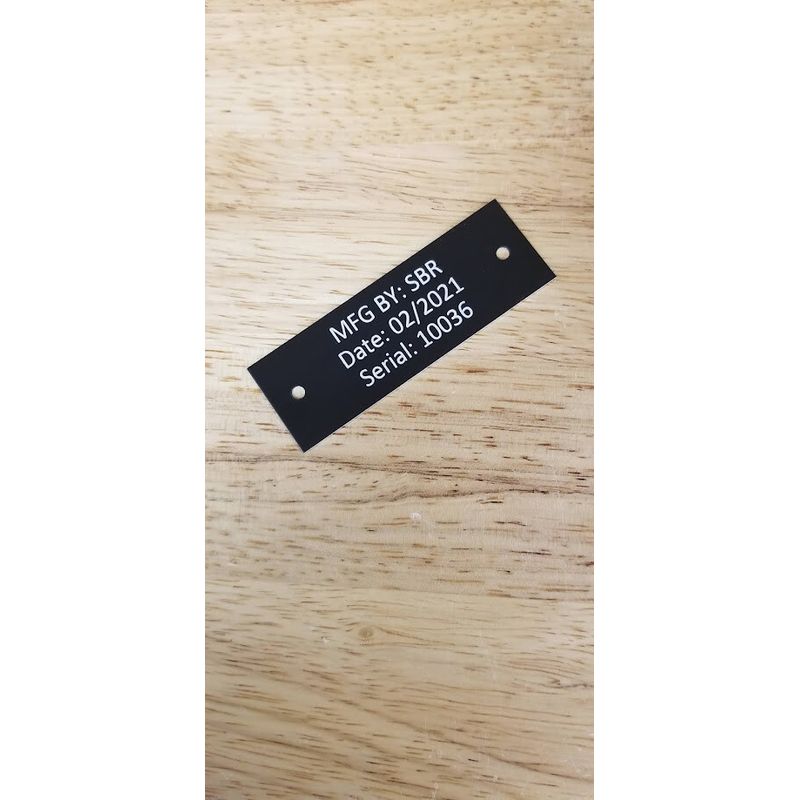 MFG BY: SBR
Date: 02/2021
Serial: 10036